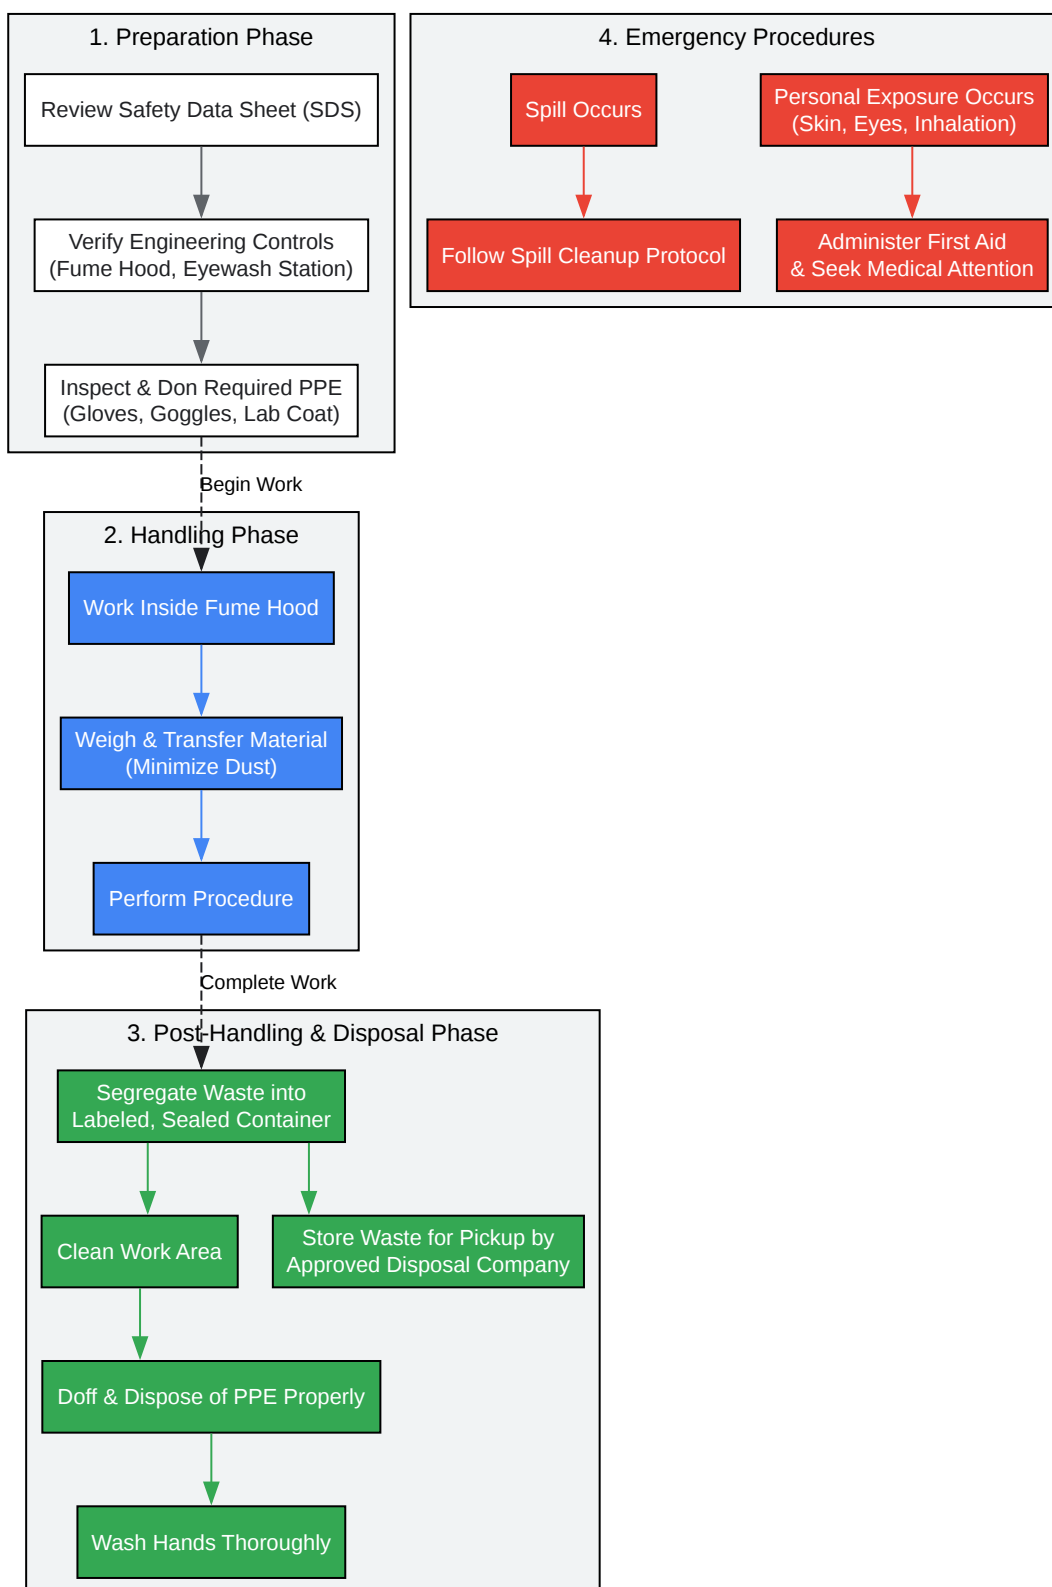 1. Preparation Phase
Review Safety Data Sheet (SDS)
Verify Engineering Controls
(Fume Hood, Eyewash Station)
Inspect & Don Required PPE
(Gloves, Goggles, Lab Coat)
Begin Work
2. Handling Phase
Work Inside Fume Hood
Weigh & Transfer Material
(Minimize Dust)
Perform Procedure
Complete Work
3. Post-Handling & Disposal Phase
Segregate Waste into
Labeled, Sealed Container
Clean Work Area
Store Waste for Pickup by
Approved Disposal Company
Doff & Dispose of PPE Properly
Wash Hands Thoroughly
4. Emergency Procedures
Spill Occurs
Follow Spill Cleanup Protocol
Personal Exposure Occurs
(Skin, Eyes, Inhalation)
Administer First Aid
& Seek Medical Attention